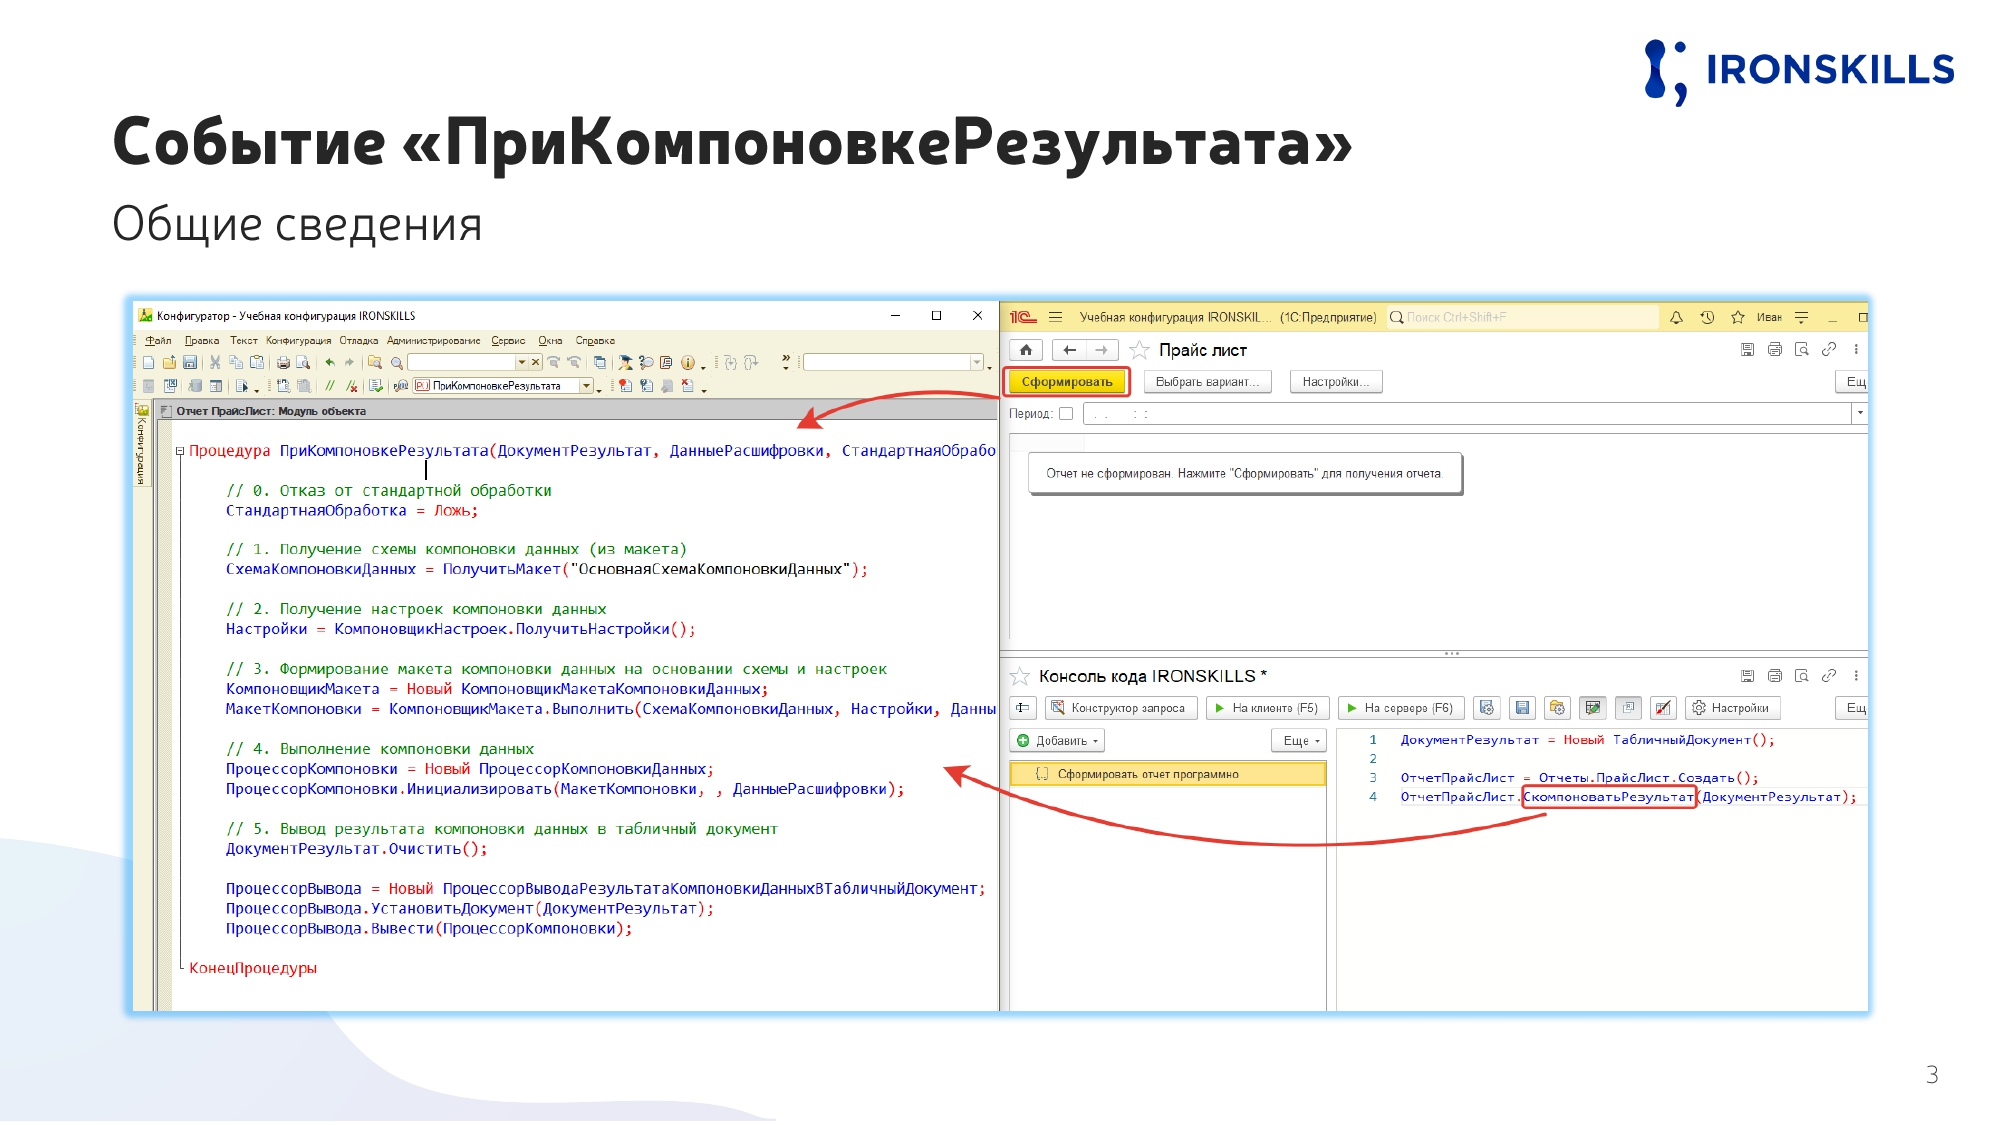 IRONSKILLS
Событие «ПриКомпоновкеРезультата»
Общие сведения
Конфигуратор - Учебная конфигурация IRONSKILLS
Файл Правка Текст Конфигурация Отладка Администрирование Сервис Окна Справка
ПриКомпоновкеРезультата
Конфигурация
Отчет ПрайсЛист: Модуль объекта
Процедура ПриКомпоновкеРезультата(ДокументРезультат, ДанныеРасшифровки, СтандартнаяОбрабо
// 0. Отказ от стандартной обработки
СтандартнаяОбработка = Ложь;
// 1. Получение схемы компоновки данных (из макета)
СхемаКомпоновкиДанных = ПолучитьМакет("ОсновнаяСхемаКомпоновкиДанных");
// 2. Получение настроек компоновки данных
Настройки = КомпоновщикНастроек.ПолучитьНастройки();
// 3. Формирование макета компоновки данных на основании схемы и настроек
КомпоновщикМакета = Новый КомпоновщикМакетаКомпоновкиДанных;
МакетКомпоновки = КомпоновщикМакета.Выполнить(СхемаКомпоновкиДанных, Настройки, Данны
// 4. Выполнение компоновки данных
ПроцессорКомпоновки = Новый ПроцессорКомпоновкиДанных;
ПроцессорКомпоновки.Инициализировать(МакетКомпоновки, , ДанныеРасшифровки);
// 5. Вывод результата компоновки данных в табличный документ
ДокументРезультат.Очистить();
ПроцессорВывода = Новый ПроцессорВыводаРезультатаКомпоновкиДанныхВТабличныйДокумент;
ПроцессорВывода.УстановитьДокумент(ДокументРезультат);
ПроцессорВывода.Вывести(ПроцессорКомпоновки);
КонецПроцедуры
1С Учебная конфигурация IRONSKIL... (1С:Предприятие) Поиск Ctrl+Shift+F Иван
Прайс лист
Сформировать Выбрать вариант... Настройки... Ещ
Период: . . : :
Отчет не сформирован. Нажмите "Сформировать" для получения отчета.
Консоль кода IRONSKILLS *
Конструктор запроса На клиенте (F5) На сервере (F6) Настройки Ещ
Добавить Еще
Сформировать отчет программно
1 ДокументРезультат = Новый ТабличныйДокумент();
2
3 ОтчетПрайсЛист = Отчеты.ПрайсЛист.Создать();
4 ОтчетПрайсЛист.СкомпоноватьРезультат(ДокументРезультат);
3